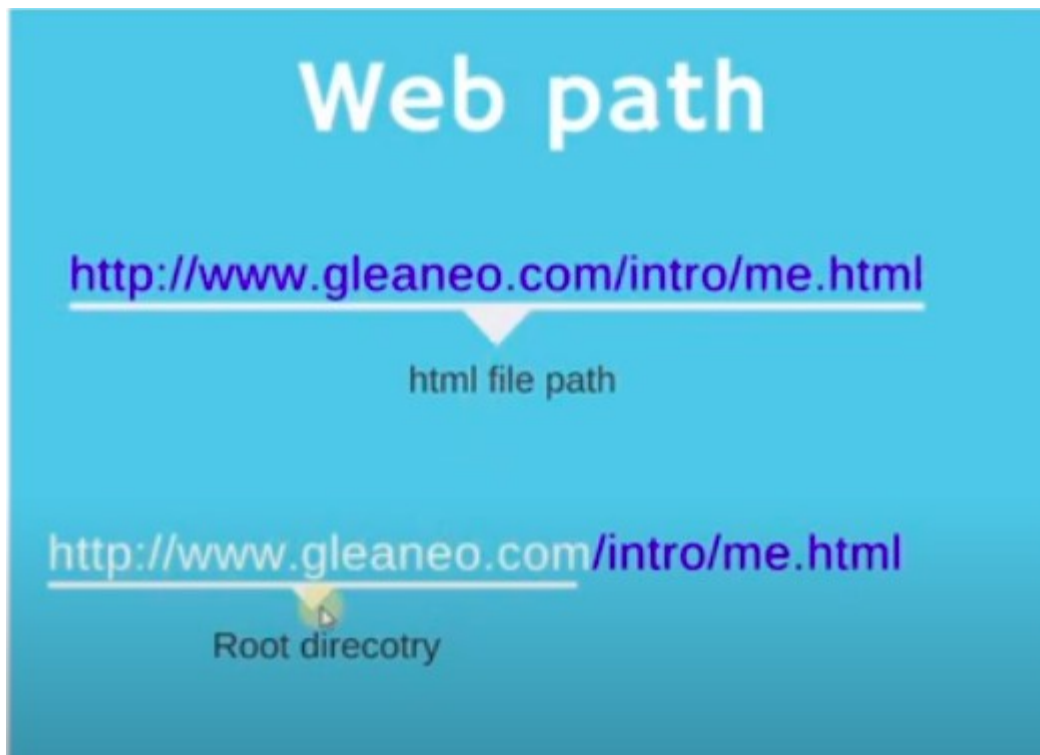 Web path
http://www.gleaneo.com/intro/me.html
html file path
http://www.gleaneo.com/intro/me.html
Root direcotry